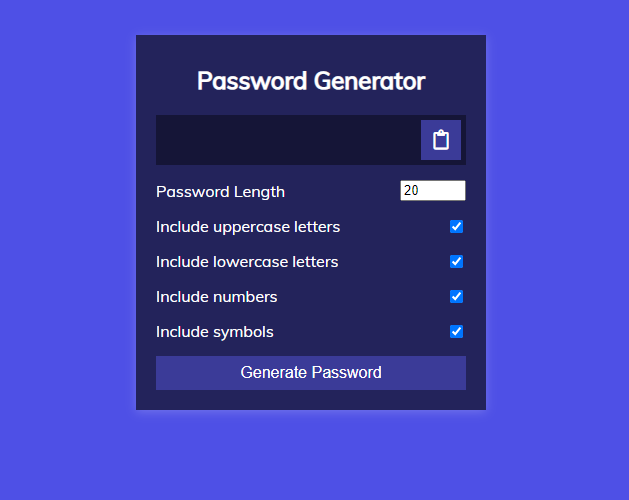 Password Generator
Password Length 20
Include uppercase letters
Include lowercase letters
Include numbers
Include symbols
Generate Password